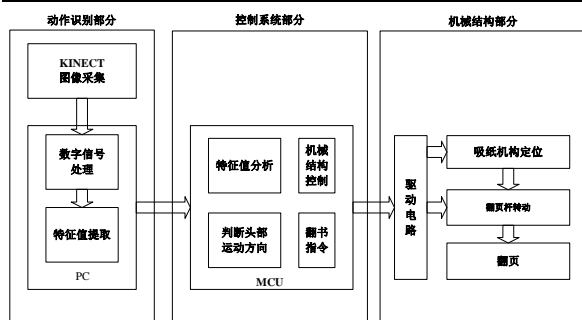 动作识别部分
KINECT
图像采集
数字信号
处理
特征值提取
PC
控制系统部分
特征值分析
机械
结构
控制
判断头部
运动方向
翻书
指令
MCU
机械结构部分
驱
动
电
路
吸纸机构定位
翻页杆转动
翻页